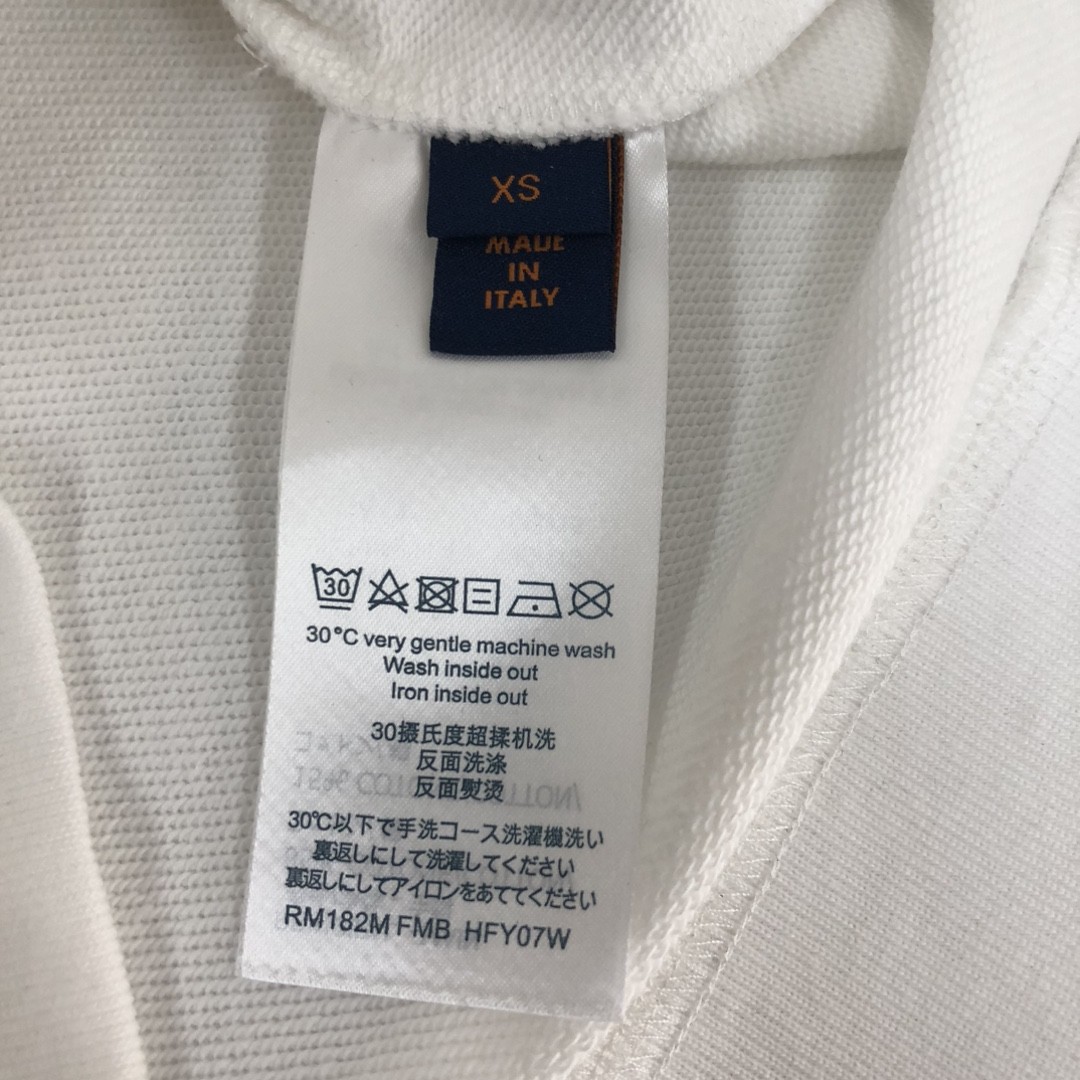 XS
MADE
IN
ITALY
30
30°C very gentle machine wash
Wash inside out
Iron inside out
30摄氏度超揉机洗
反面洗涤
反面熨烫
30℃以下で手洗コース洗濯機洗い
裏返しにして洗濯してください
裏返しにしてアイロンをあててください
RM182M FMB HFY07W